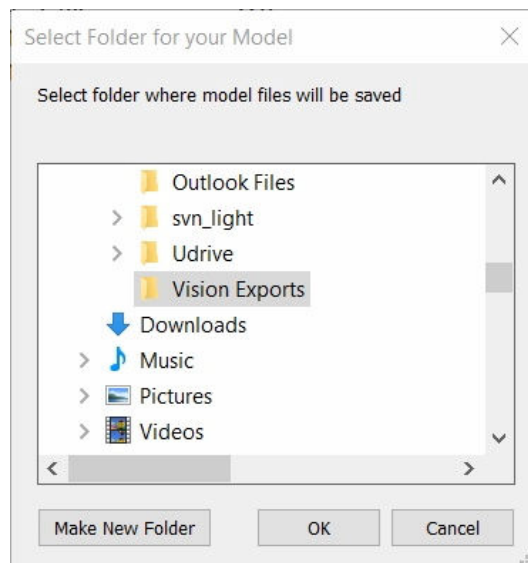 Select Folder for your Model
Select folder where model files will be saved
Outlook Files
svn_light
Udrive
Vision Exports
Downloads
Music
Pictures
Videos
Make New Folder
OK
Cancel